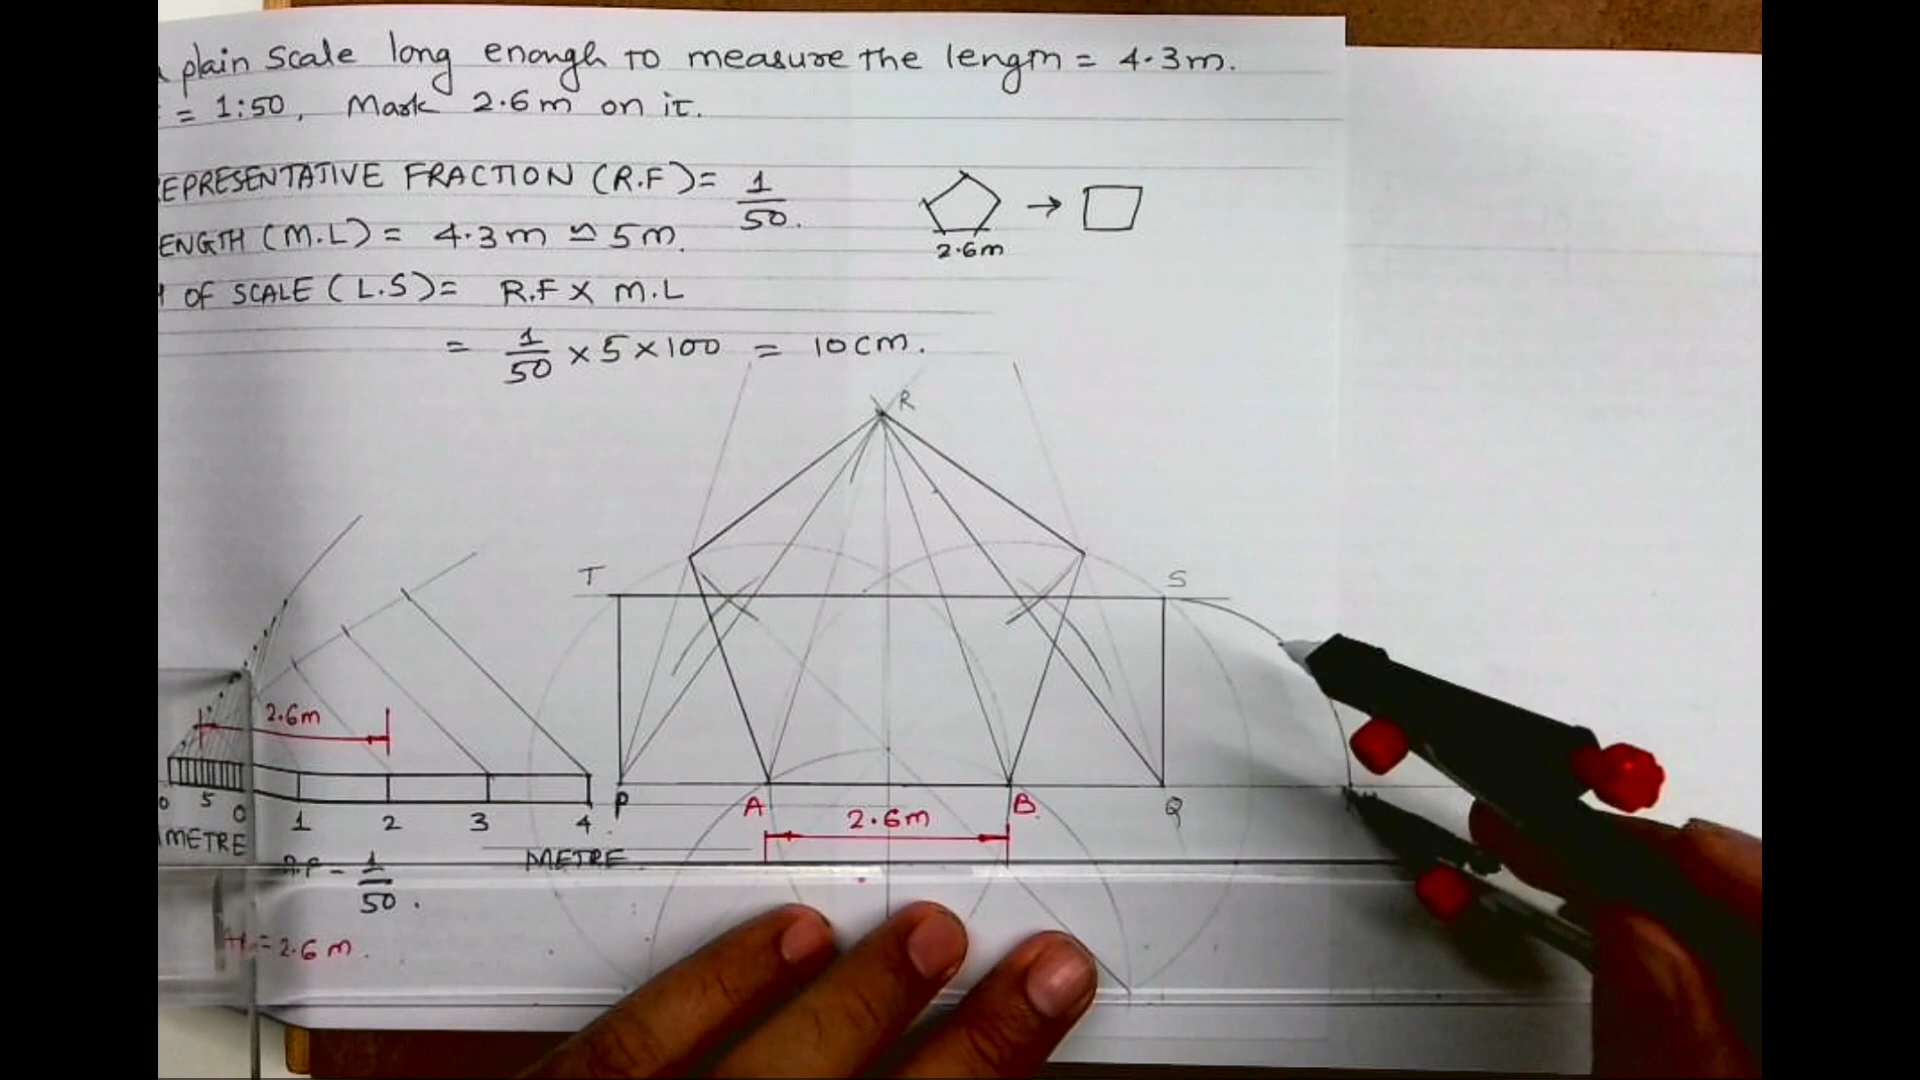 plain scale long enough to measure the length = 4.3m.
= 1:50, Mark 2.6m on it.
EPRESENTATIVE FRACTION (R.F) = 1/50.
ENGTH (M.L) = 4.3m ≌ 5m.
2.6m
OF SCALE (L.S) = R.F X M.L
= 1/50 × 5 × 100 = 10cm.
R
T
S
2.6m
P
A
B
Q
2.6m
0 5 0 1 2 3 4
METRE
METRE
R.F = 1/50.
= 2.6m.